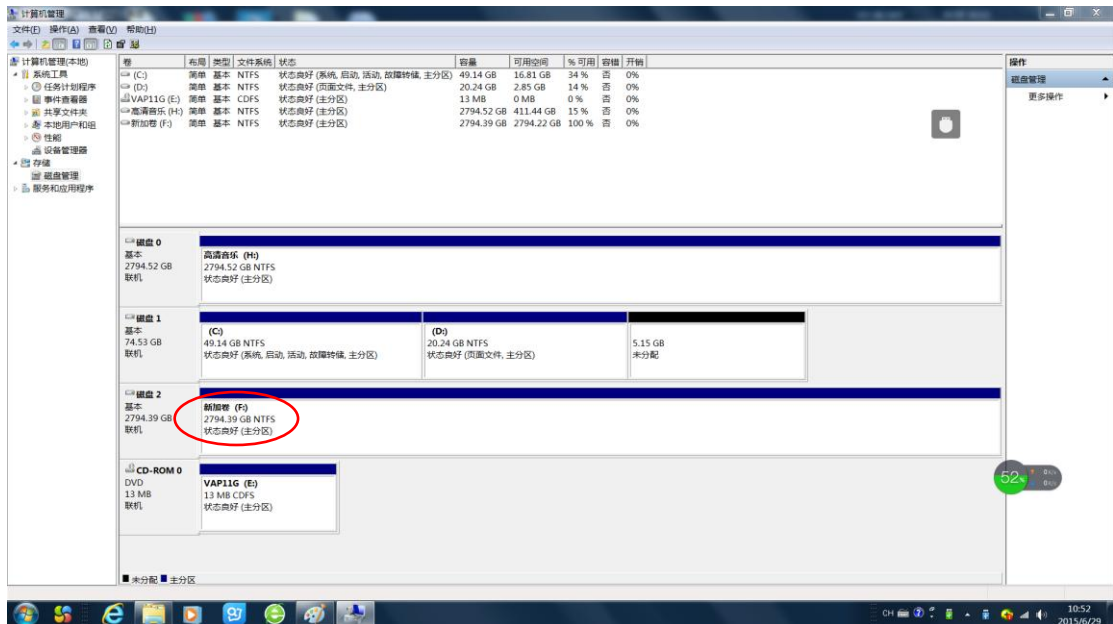 计算机管理
文件(F) 操作(A) 查看(V) 帮助(H)
计算机管理(本地)
系统工具
任务计划程序
事件查看器
共享文件夹
本地用户和组
性能
设备管理器
存储
磁盘管理
服务和应用程序
卷 布局 类型 文件系统 状态 容量 可用空间 % 可用 容错 开销
(C:) 简单 基本 NTFS 状态良好 (系统, 启动, 活动, 故障转储, 主分区) 49.14 GB 16.81 GB 34 % 否 0%
(D:) 简单 基本 NTFS 状态良好 (页面文件, 主分区) 20.24 GB 2.85 GB 14 % 否 0%
VAP11G (E:) 简单 基本 CDFS 状态良好 (主分区) 13 MB 0 MB 0 % 否 0%
高清音乐 (H:) 简单 基本 NTFS 状态良好 (主分区) 2794.52 GB 411.44 GB 15 % 否 0%
新加卷 (F:) 简单 基本 NTFS 状态良好 (主分区) 2794.39 GB 2794.22 GB 100 % 否 0%
磁盘 0
基本
2794.52 GB
联机
高清音乐 (H:)
2794.52 GB NTFS
状态良好 (主分区)
磁盘 1
基本
74.53 GB
联机
(C:)
49.14 GB NTFS
状态良好 (系统, 启动, 活动, 故障转储, 主分区)
(D:)
20.24 GB NTFS
状态良好 (页面文件, 主分区)
5.15 GB
未分配
磁盘 2
基本
2794.39 GB
联机
新加卷 (F:)
2794.39 GB NTFS
状态良好 (主分区)
CD-ROM 0
DVD
13 MB
联机
VAP11G (E:)
13 MB CDFS
状态良好 (主分区)
未分配 主分区
操作
磁盘管理
更多操作
52%
CH
10:52
2015/6/29